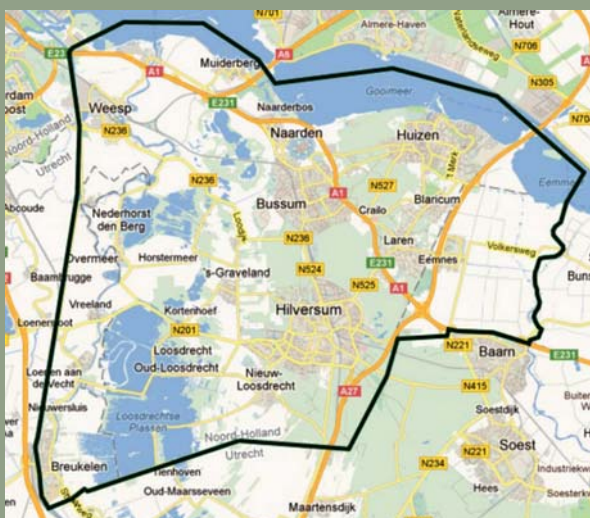 N701
Almere-Haven
Almere-
Hout
E23
A6
N706
A1
Muiderberg
Gooimeer
N305
Weesp
E231
Naarderbos
N236
Naarden
Huizen
Noord-Holland
Utrecht
N236
N527
A1
Blaricum
Abcoude
Nederhorst
den Berg
Bussum
Crailo
Overmeer
Horstermeer
N236
Laren
Volkersweg
Baambrugge
's-Graveland
N524
E231
Eemnes
Vreeland
N525
A1
Kortenhoef
Hilversum
N201
Loosdrecht
N221
Baarn
E231
Oud-Loosdrecht
Loenen aan
de Vecht
Nieuw-
Loosdrecht
A27
N415
Nieuwersluis
Soestdijk
Loosdrechtse
Plassen
Noord-Holland
Utrecht
N221
Soest
Breukelen
N234
Tienhoven
Hees
Oud-Maarsseveen
Maartensdijk